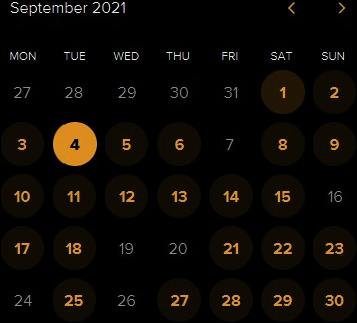 September 2021
MON TUE WED THU FRI SAT SUN
27 28 29 30 31 1 2
3 4 5 6 7 8 9
10 11 12 13 14 15 16
17 18 19 20 21 22 23
24 25 26 27 28 29 30